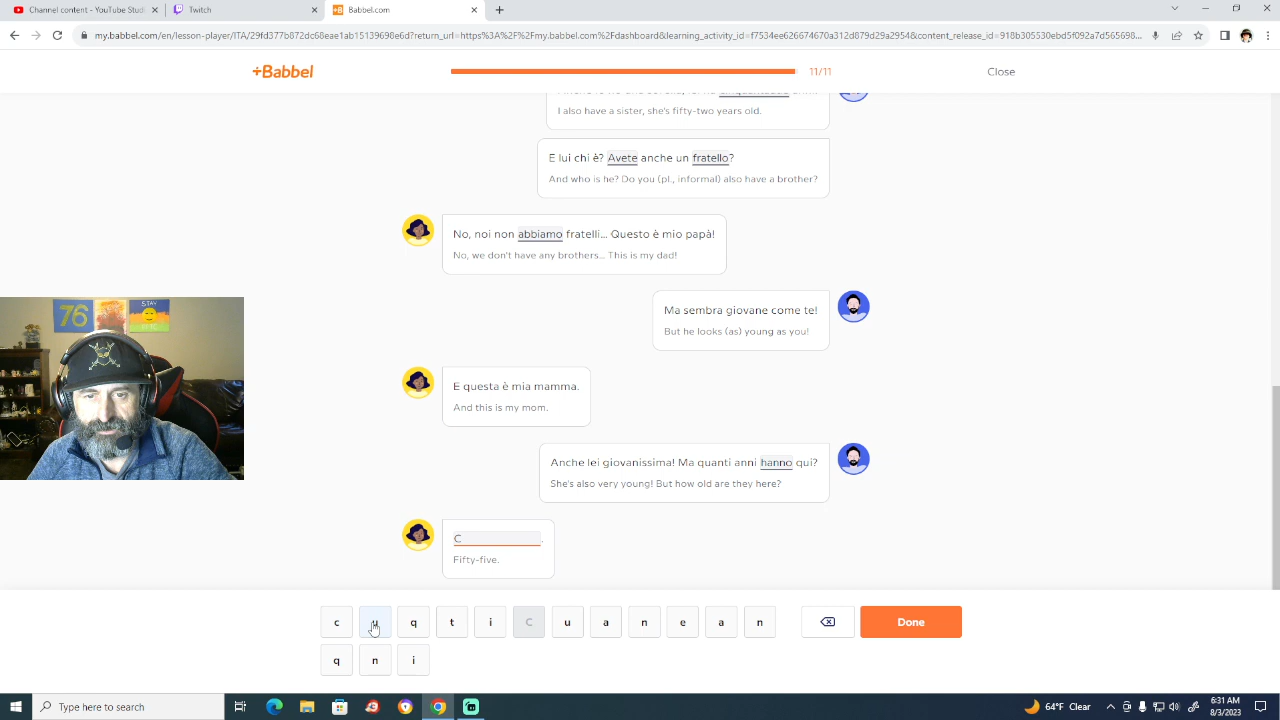 Channel content - YouTube Studi
Twitch
+B Babbel.com
my.babbel.com/en/lesson-player/ITA/29fd377b872dc68eae1ab15139698e6d?return_url=https%3A%2F%2Fmy.babbel.com%2Fdashboard&learning_activity_id=f7534ee626674670a312d879d29a2954&content_release_id=918b305530ebd5f092a7d565698...
+Babbel
11/11
Close
I also have a sister, she's fifty-two years old.
E lui chi è? Avete anche un fratello?
And who is he? Do you (pl., informal) also have a brother?
No, noi non abbiamo fratelli... Questo è mio papà!
No, we don't have any brothers... This is my dad!
Ma sembra giovane come te!
But he looks (as) young as you!
76
STAY
E questa è mia mamma.
And this is my mom.
Anche lei giovanissima! Ma quanti anni hanno qui?
She's also very young! But how old are they here?
C .
Fifty-five.
c u q t i C u a n e a n
Done
q n i
Type here to search
64°F Clear
6:31 AM
8/3/2023